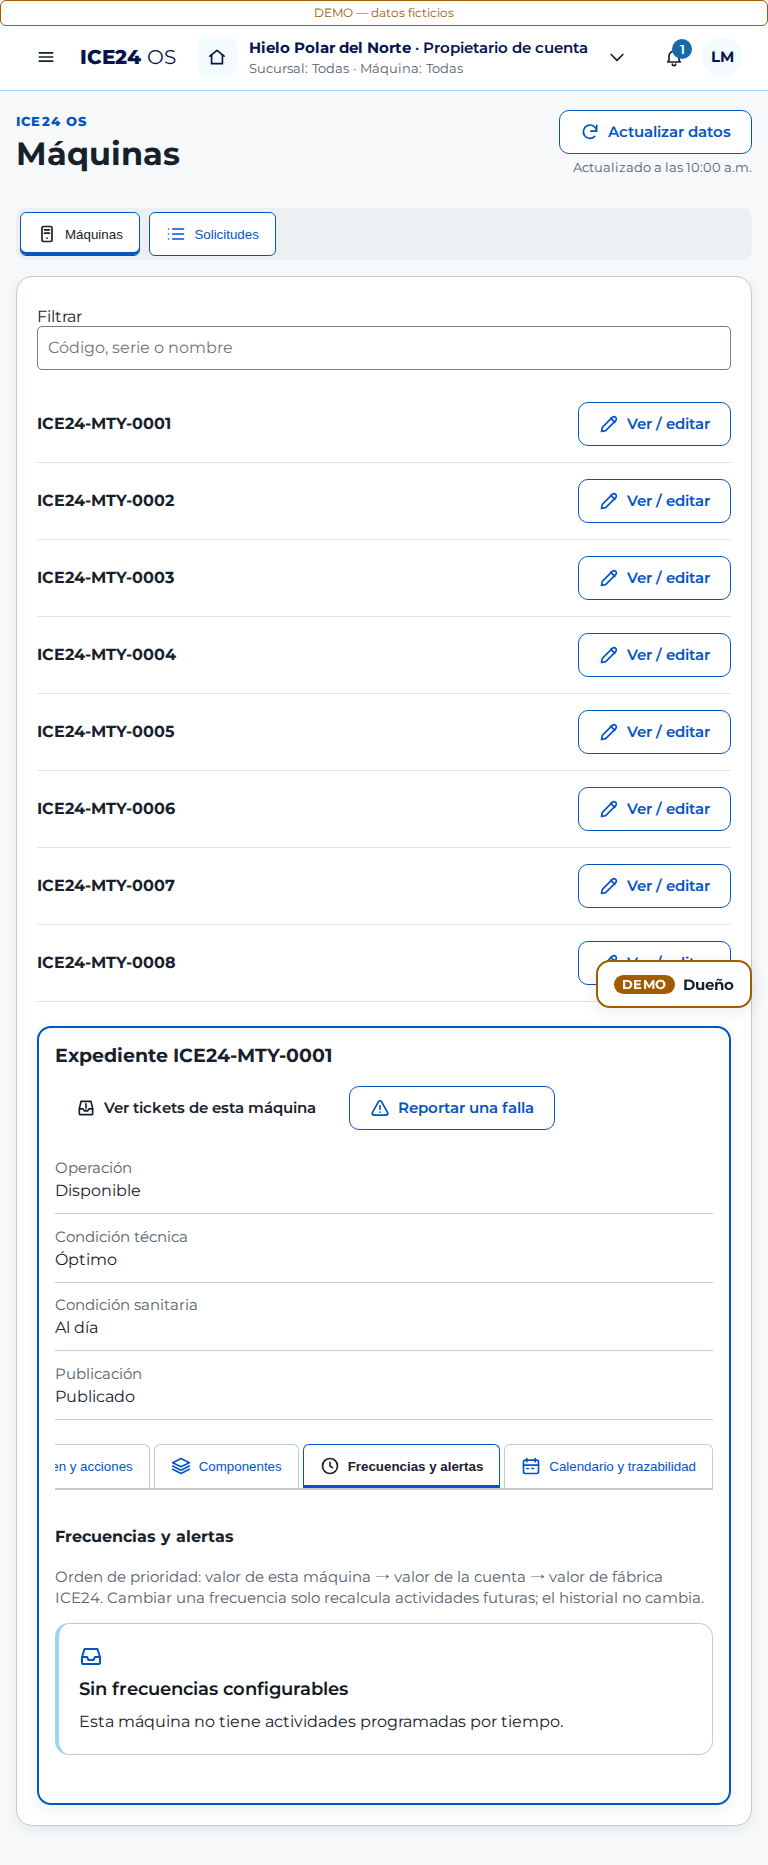 DEMO — datos ficticios
ICE24 OS
Hielo Polar del Norte · Propietario de cuenta
Sucursal: Todas · Máquina: Todas
1
LM
ICE24 OS
Máquinas
Actualizar datos
Actualizado a las 10:00 a.m.
Máquinas
Solicitudes
Filtrar
Código, serie o nombre
ICE24-MTY-0001
Ver / editar
ICE24-MTY-0002
Ver / editar
ICE24-MTY-0003
Ver / editar
ICE24-MTY-0004
Ver / editar
ICE24-MTY-0005
Ver / editar
ICE24-MTY-0006
Ver / editar
ICE24-MTY-0007
Ver / editar
ICE24-MTY-0008
DEMO Dueño
Expediente ICE24-MTY-0001
Ver tickets de esta máquina
Reportar una falla
Operación
Disponible
Condición técnica
Óptimo
Condición sanitaria
Al día
Publicación
Publicado
en y acciones
Componentes
Frecuencias y alertas
Calendario y trazabilidad
Frecuencias y alertas
Orden de prioridad: valor de esta máquina → valor de la cuenta → valor de fábrica
ICE24. Cambiar una frecuencia solo recalcula actividades futuras; el historial no cambia.
Sin frecuencias configurables
Esta máquina no tiene actividades programadas por tiempo.